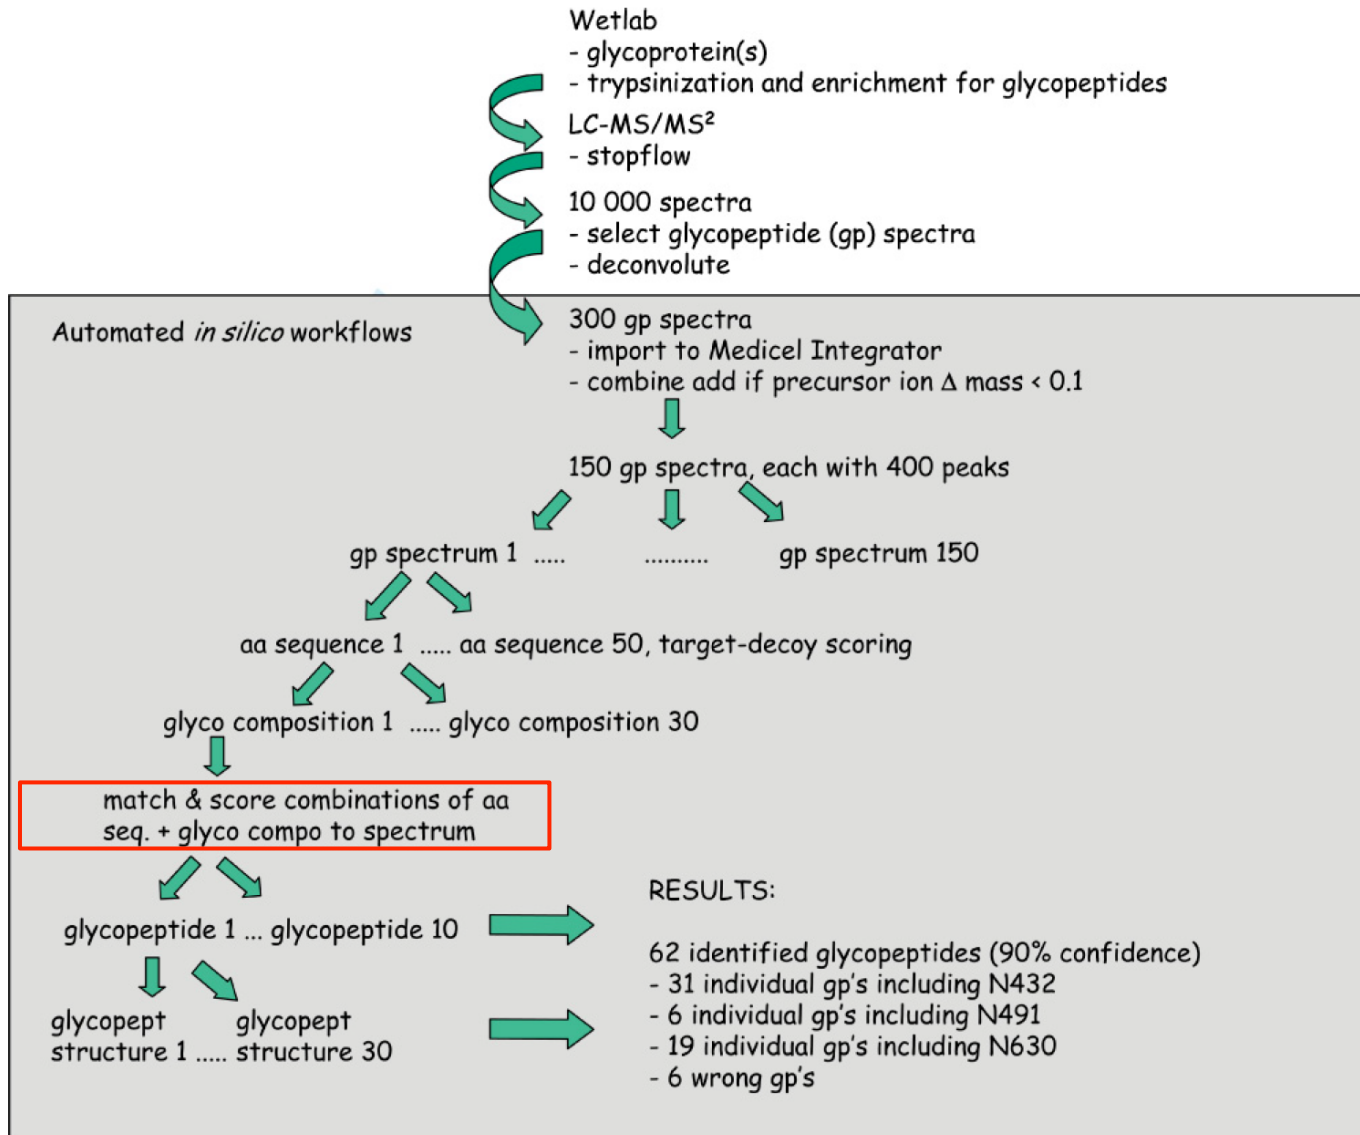 Wetlab
- glycoprotein(s)
- trypsinization and enrichment for glycopeptides
LC-MS/MS²
- stopflow
10 000 spectra
- select glycopeptide (gp) spectra
- deconvolute
Automated in silico workflows
300 gp spectra
- import to Medicel Integrator
- combine add if precursor ion Δ mass < 0.1
150 gp spectra, each with 400 peaks
gp spectrum 1 ..... .......... gp spectrum 150
aa sequence 1 ..... aa sequence 50, target-decoy scoring
glyco composition 1 ..... glyco composition 30
match & score combinations of aa
seq. + glyco compo to spectrum
glycopeptide 1 ... glycopeptide 10
glycopept
structure 1 .....
glycopept
structure 30
RESULTS:
62 identified glycopeptides (90% confidence)
- 31 individual gp's including N432
- 6 individual gp's including N491
- 19 individual gp's including N630
- 6 wrong gp's